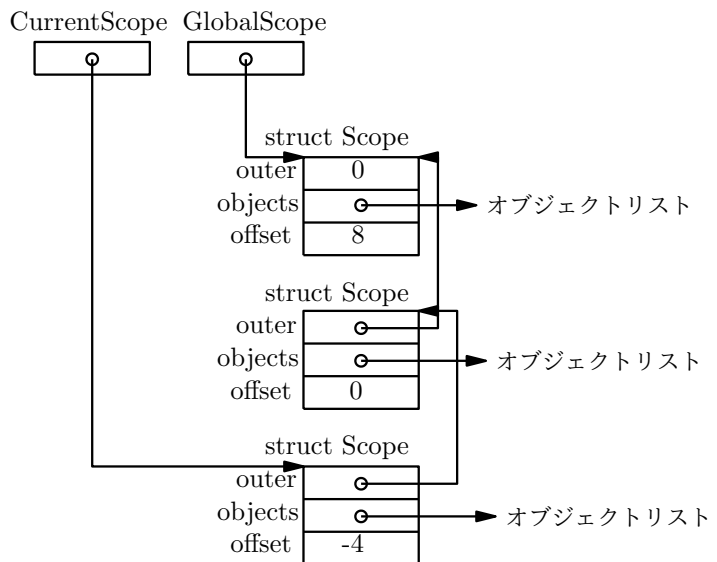 CurrentScope GlobalScope
struct Scope
outer 0
objects オブジェクトリスト
offset 8
struct Scope
outer
objects オブジェクトリスト
offset 0
struct Scope
outer
objects オブジェクトリスト
offset -4